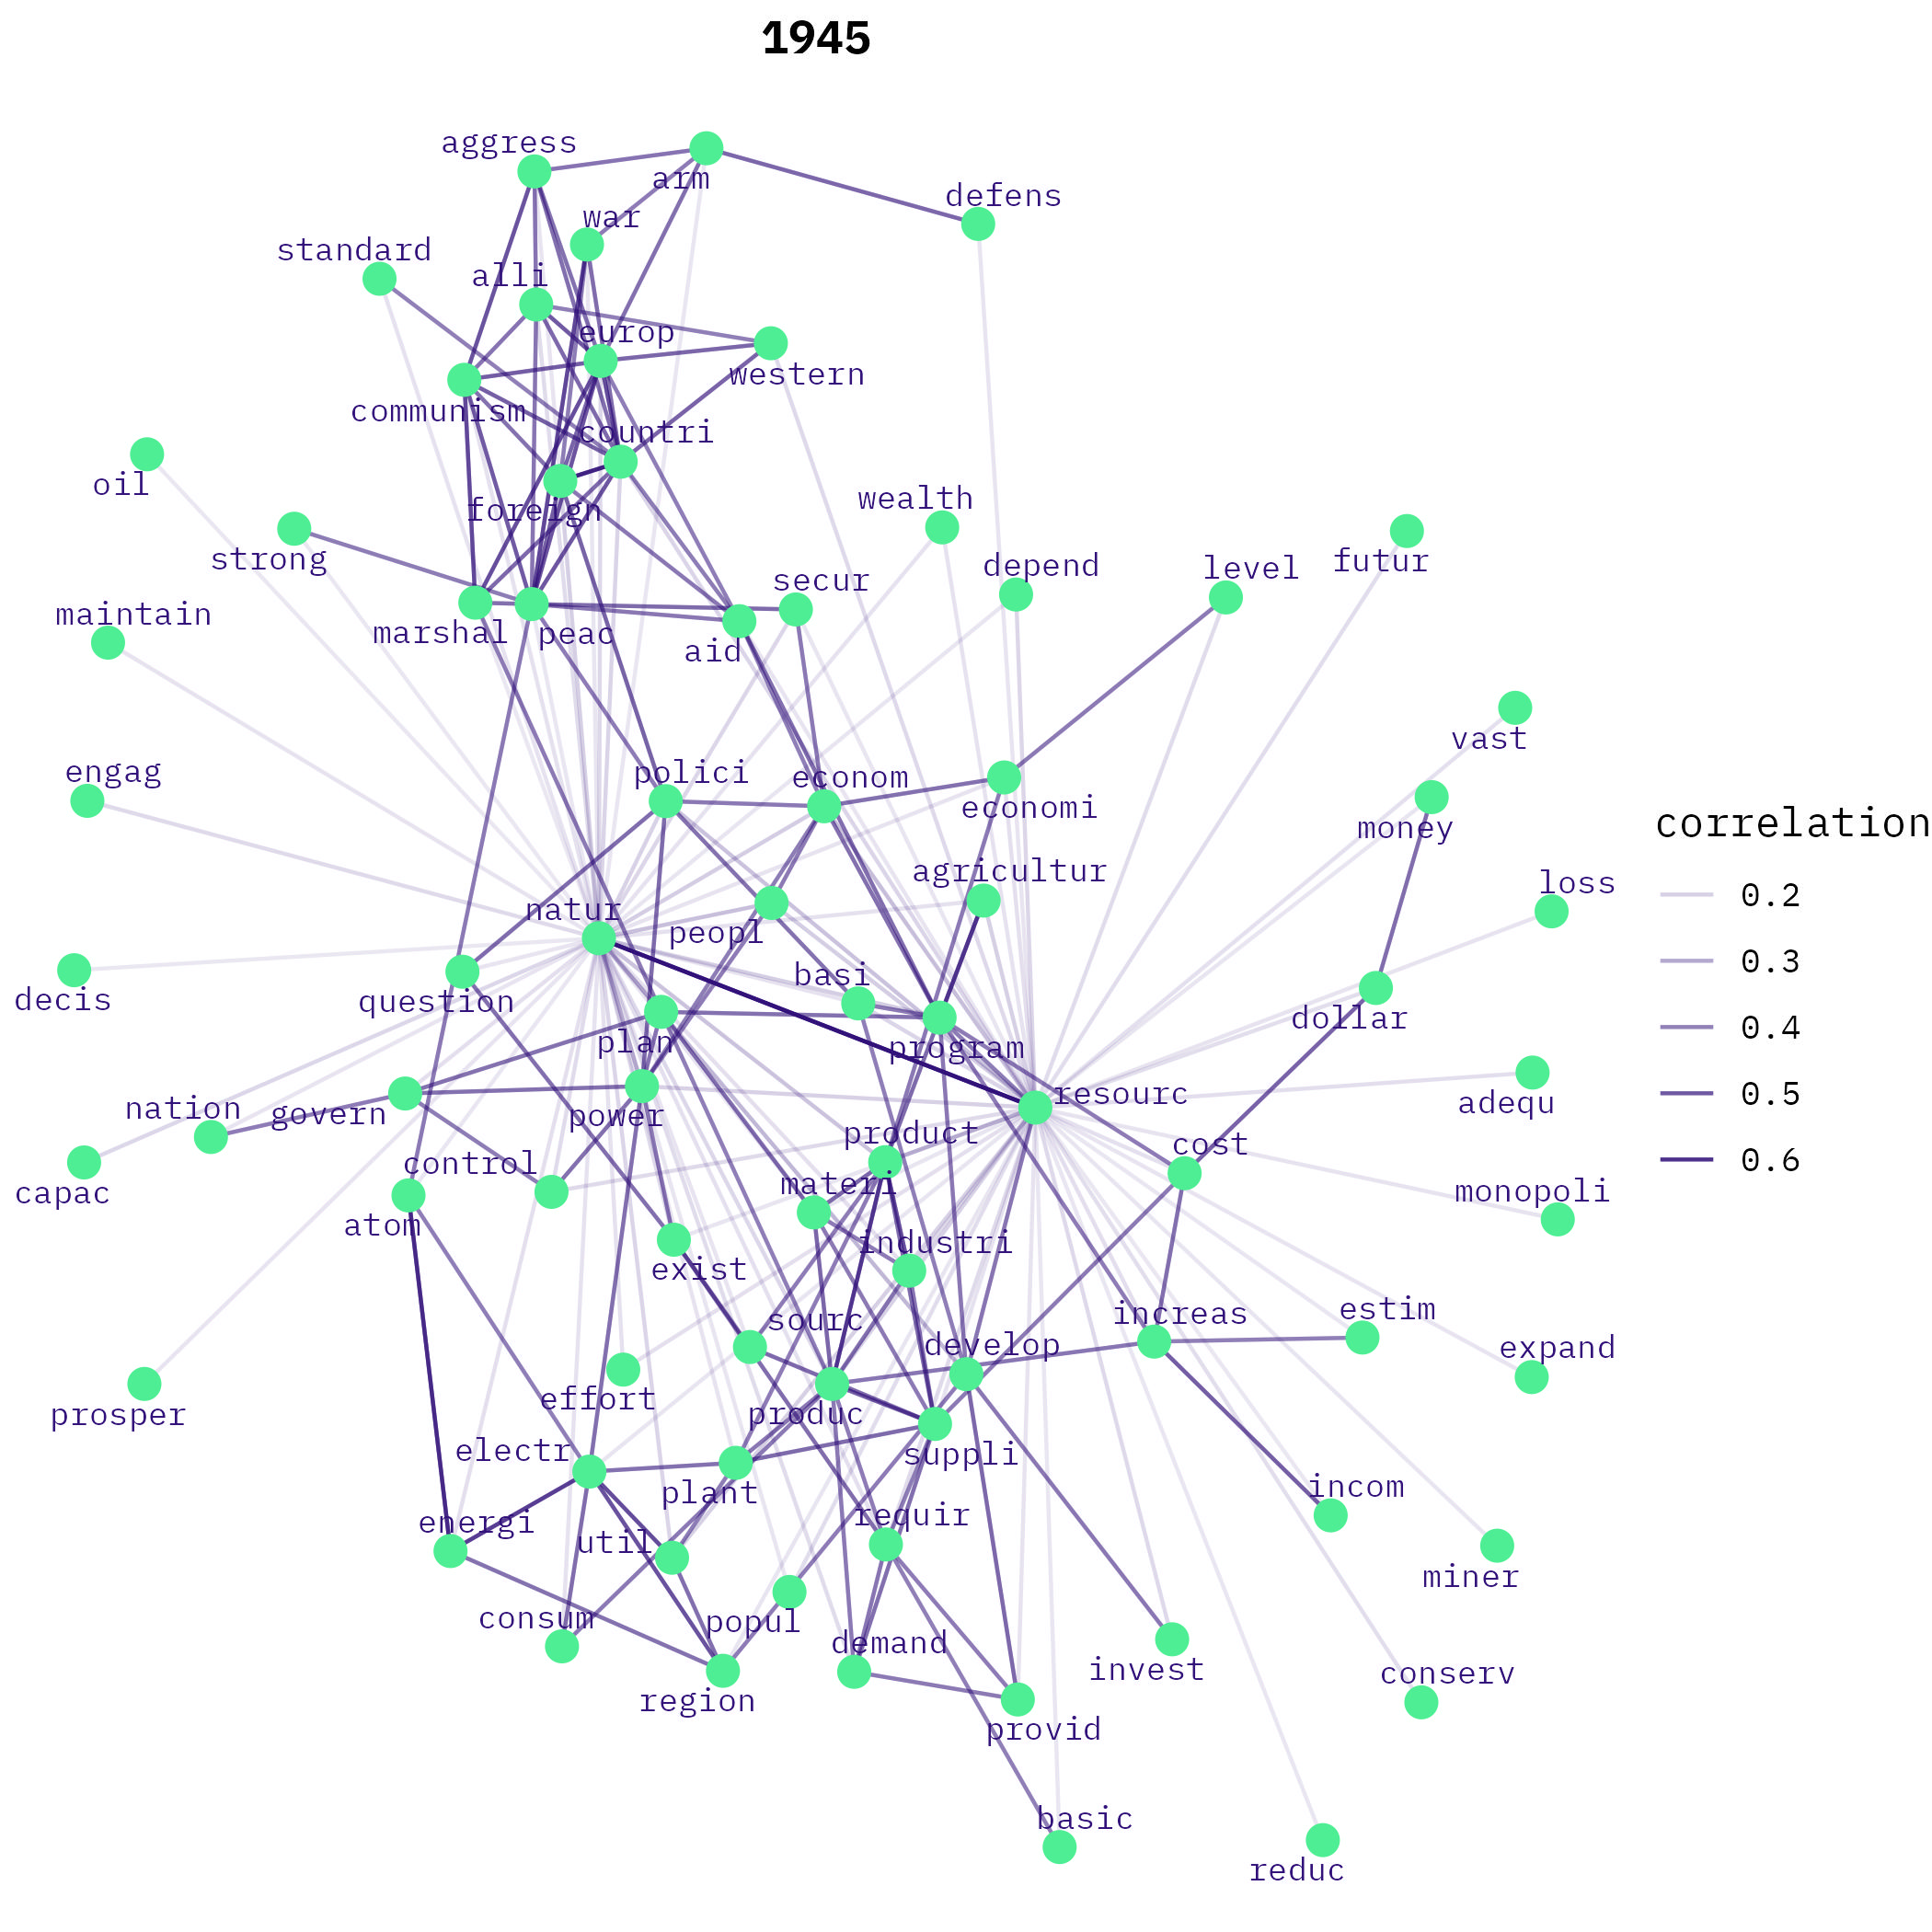 1945
aggress
arm
defens
war
standard
alli
europ
western
communism
countri
oil
foreign
wealth
strong
depend
level
futur
secur
maintain
marshal
peac
aid
vast
engag
polici
econom
economi
money
agricultur
loss
natur
peopl
basi
decis
question
dollar
plan
program
resourc
adequ
nation
govern
power
product
cost
capac
control
materi
monopoli
atom
industri
exist
increas
estim
sourc
develop
expand
effort
prosper
produc
electr
suppli
plant
incom
energi
util
requir
miner
consum
popul
demand
region
invest
conserv
provid
basic
reduc
correlation
0.2
0.3
0.4
0.5
0.6